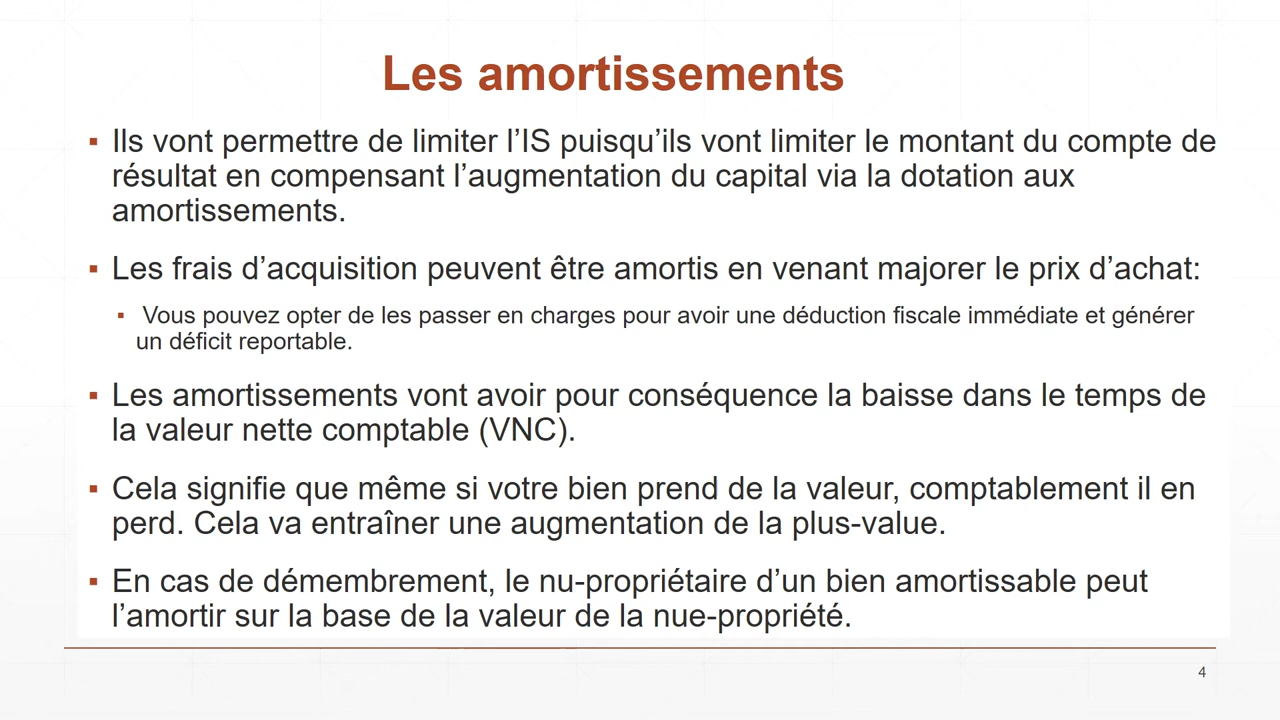 Les amortissements
▪ Ils vont permettre de limiter l’IS puisqu’ils vont limiter le montant du compte de
résultat en compensant l’augmentation du capital via la dotation aux
amortissements.
▪ Les frais d’acquisition peuvent être amortis en venant majorer le prix d’achat:
▪ Vous pouvez opter de les passer en charges pour avoir une déduction fiscale immédiate et générer
un déficit reportable.
▪ Les amortissements vont avoir pour conséquence la baisse dans le temps de
la valeur nette comptable (VNC).
▪ Cela signifie que même si votre bien prend de la valeur, comptablement il en
perd. Cela va entraîner une augmentation de la plus-value.
▪ En cas de démembrement, le nu-propriétaire d’un bien amortissable peut
l’amortir sur la base de la valeur de la nue-propriété.
4